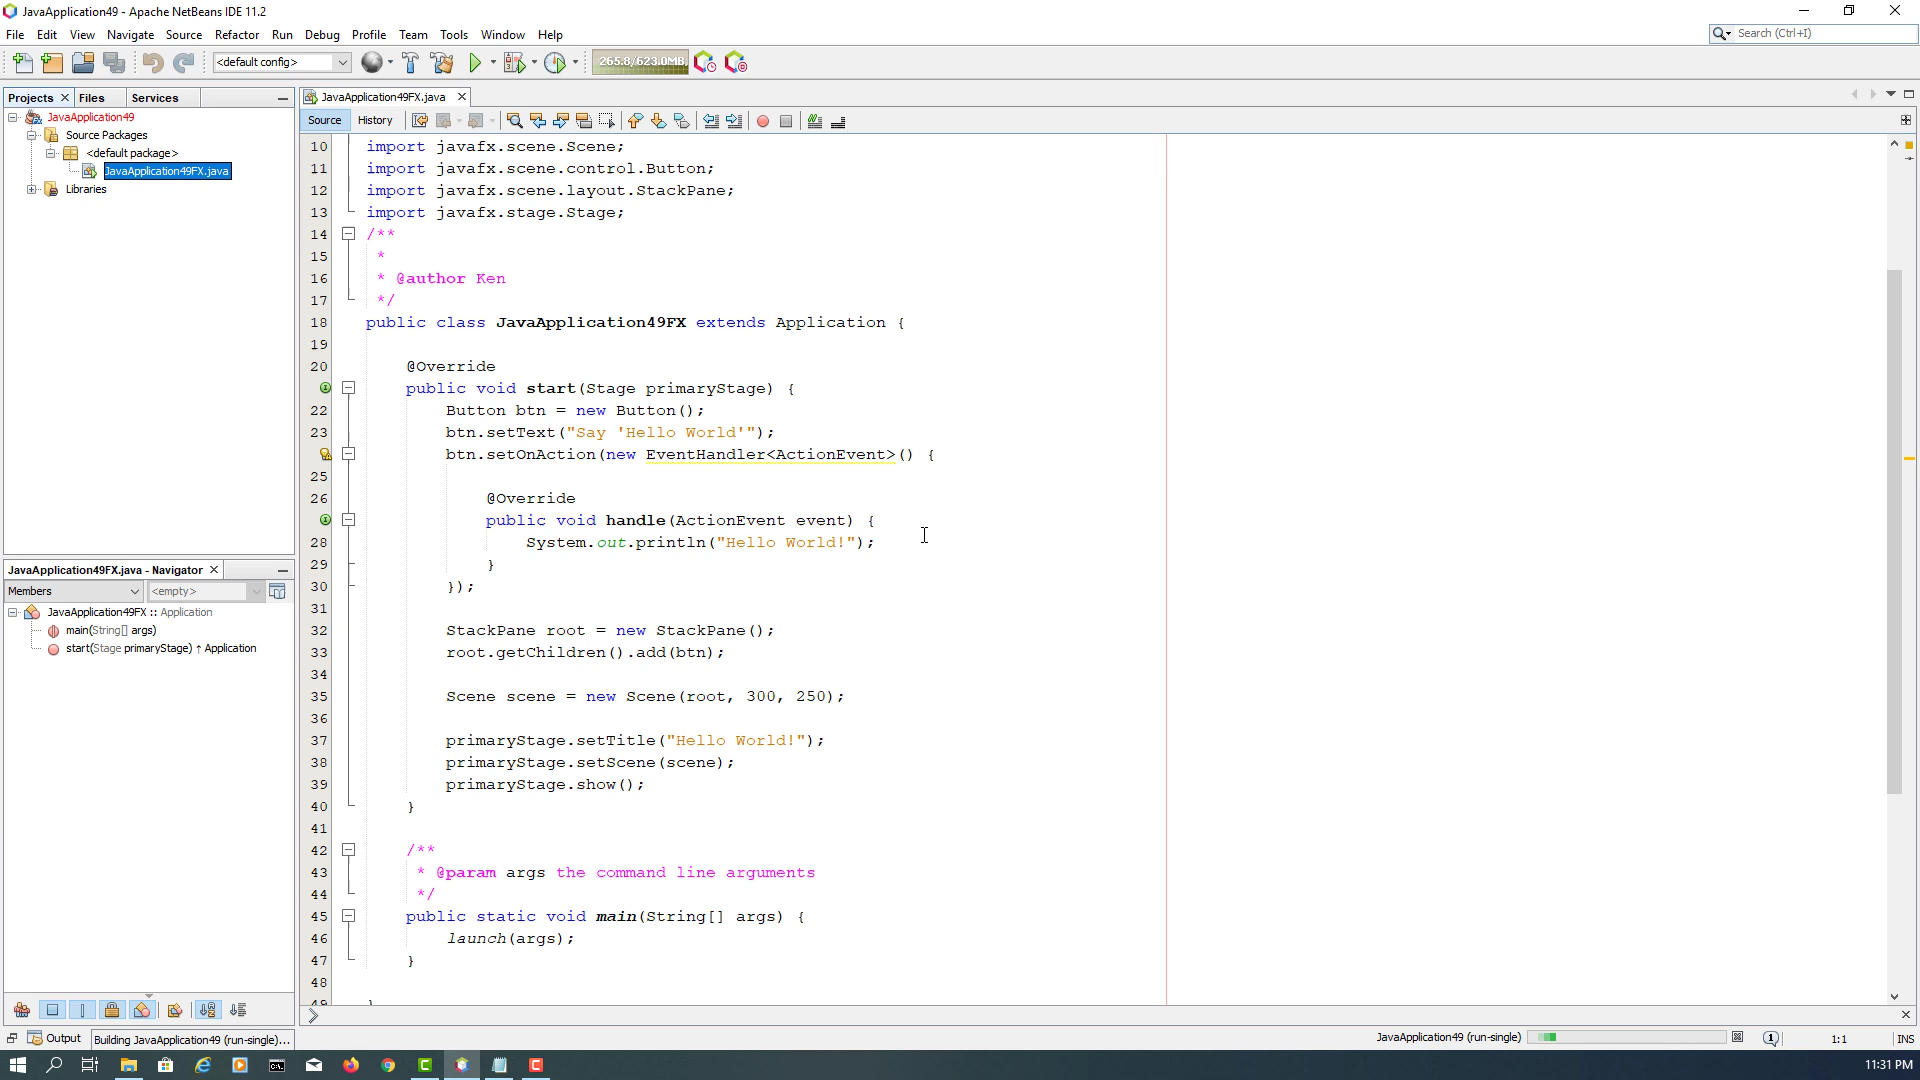 JavaApplication49 - Apache NetBeans IDE 11.2
File Edit View Navigate Source Refactor Run Debug Profile Team Tools Window Help
Search (Ctrl+I)
<default config>
265.8/623.0MB
Projects Files Services
JavaApplication49
Source Packages
<default package>
JavaApplication49FX.java
Libraries
JavaApplication49FX.java - Navigator
Members
<empty>
JavaApplication49FX :: Application
main(String[] args)
start(Stage primaryStage) ↑ Application
JavaApplication49FX.java
Source History
10 import javafx.scene.Scene;
11 import javafx.scene.control.Button;
12 import javafx.scene.layout.StackPane;
13 import javafx.stage.Stage;
14 /**
15 *
16 * @author Ken
17 */
18 public class JavaApplication49FX extends Application {
19
20 @Override
public void start(Stage primaryStage) {
22 Button btn = new Button();
23 btn.setText("Say 'Hello World'");
btn.setOnAction(new EventHandler<ActionEvent>() {
25
26 @Override
public void handle(ActionEvent event) {
28 System.out.println("Hello World!");
29 }
30 });
31
32 StackPane root = new StackPane();
33 root.getChildren().add(btn);
34
35 Scene scene = new Scene(root, 300, 250);
36
37 primaryStage.setTitle("Hello World!");
38 primaryStage.setScene(scene);
39 primaryStage.show();
40 }
41
42 /**
43 * @param args the command line arguments
44 */
45 public static void main(String[] args) {
46 launch(args);
47 }
48
49 }
Output
Building JavaApplication49 (run-single)...
JavaApplication49 (run-single)
1
1:1
INS
11:31 PM